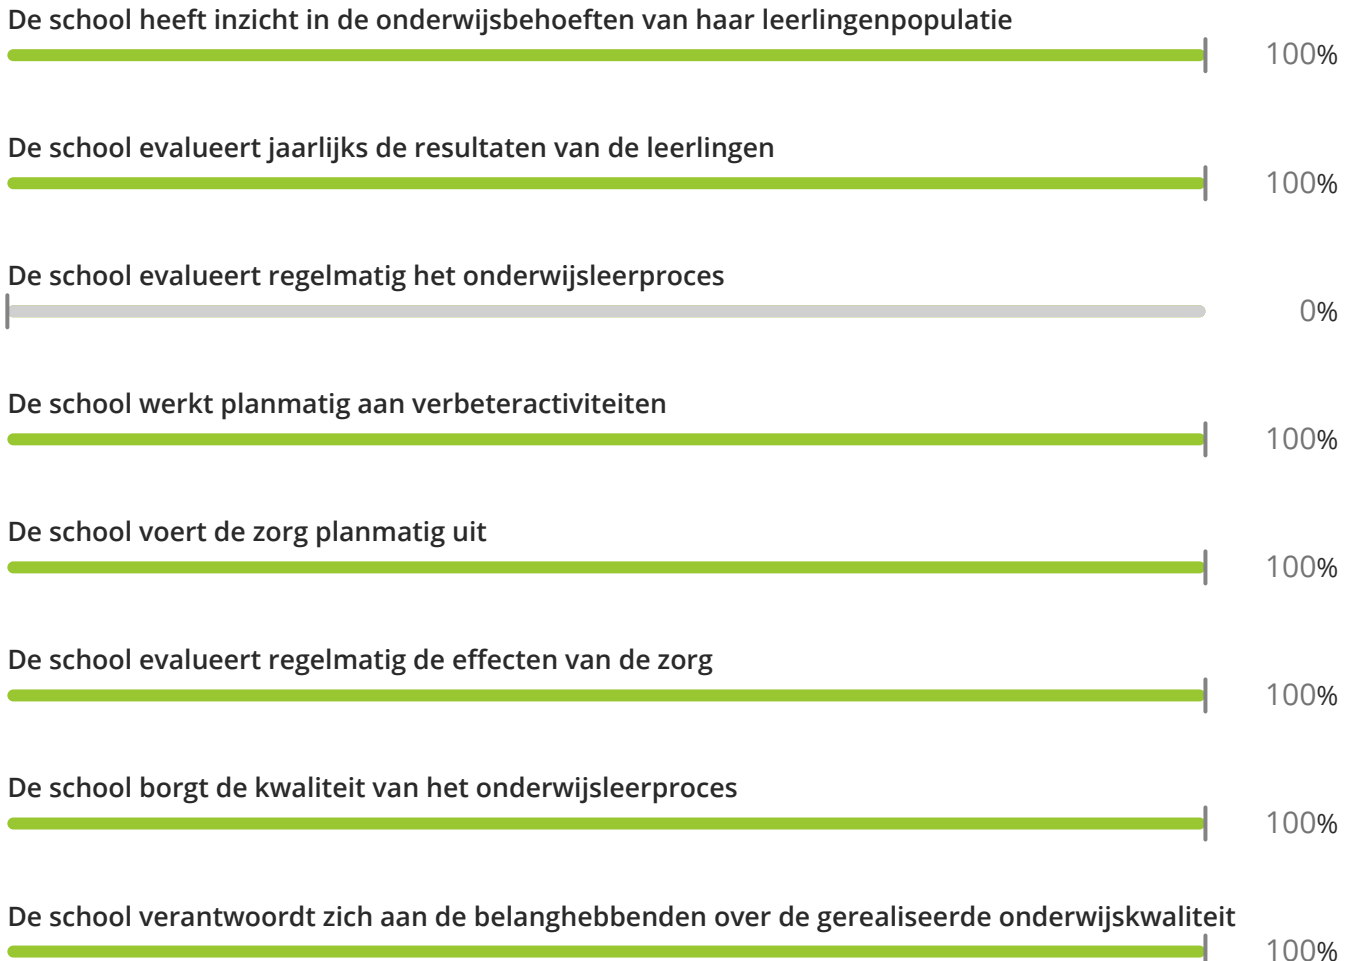 De school heeft inzicht in de onderwijsbehoeften van haar leerlingenpopulatie
100%
De school evalueert jaarlijks de resultaten van de leerlingen
100%
De school evalueert regelmatig het onderwijsleerproces
0%
De school werkt planmatig aan verbeteractiviteiten
100%
De school voert de zorg planmatig uit
100%
De school evalueert regelmatig de effecten van de zorg
100%
De school borgt de kwaliteit van het onderwijsleerproces
100%
De school verantwoordt zich aan de belanghebbenden over de gerealiseerde onderwijskwaliteit
100%